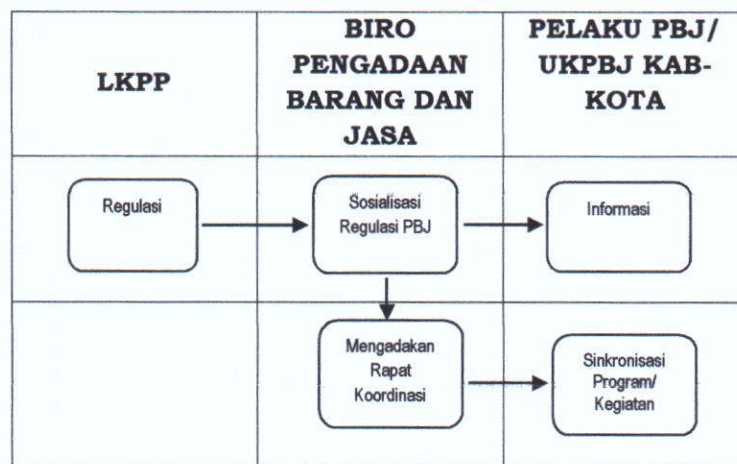 LKPP
BIRO
PENGADAAN
BARANG DAN
JASA
PELAKU PBJ/
UKPBJ KAB-
KOTA
Regulasi
Sosialisasi
Regulasi PBJ
Informasi
Mengadakan
Rapat
Koordinasi
Sinkronisasi
Program/
Kegiatan